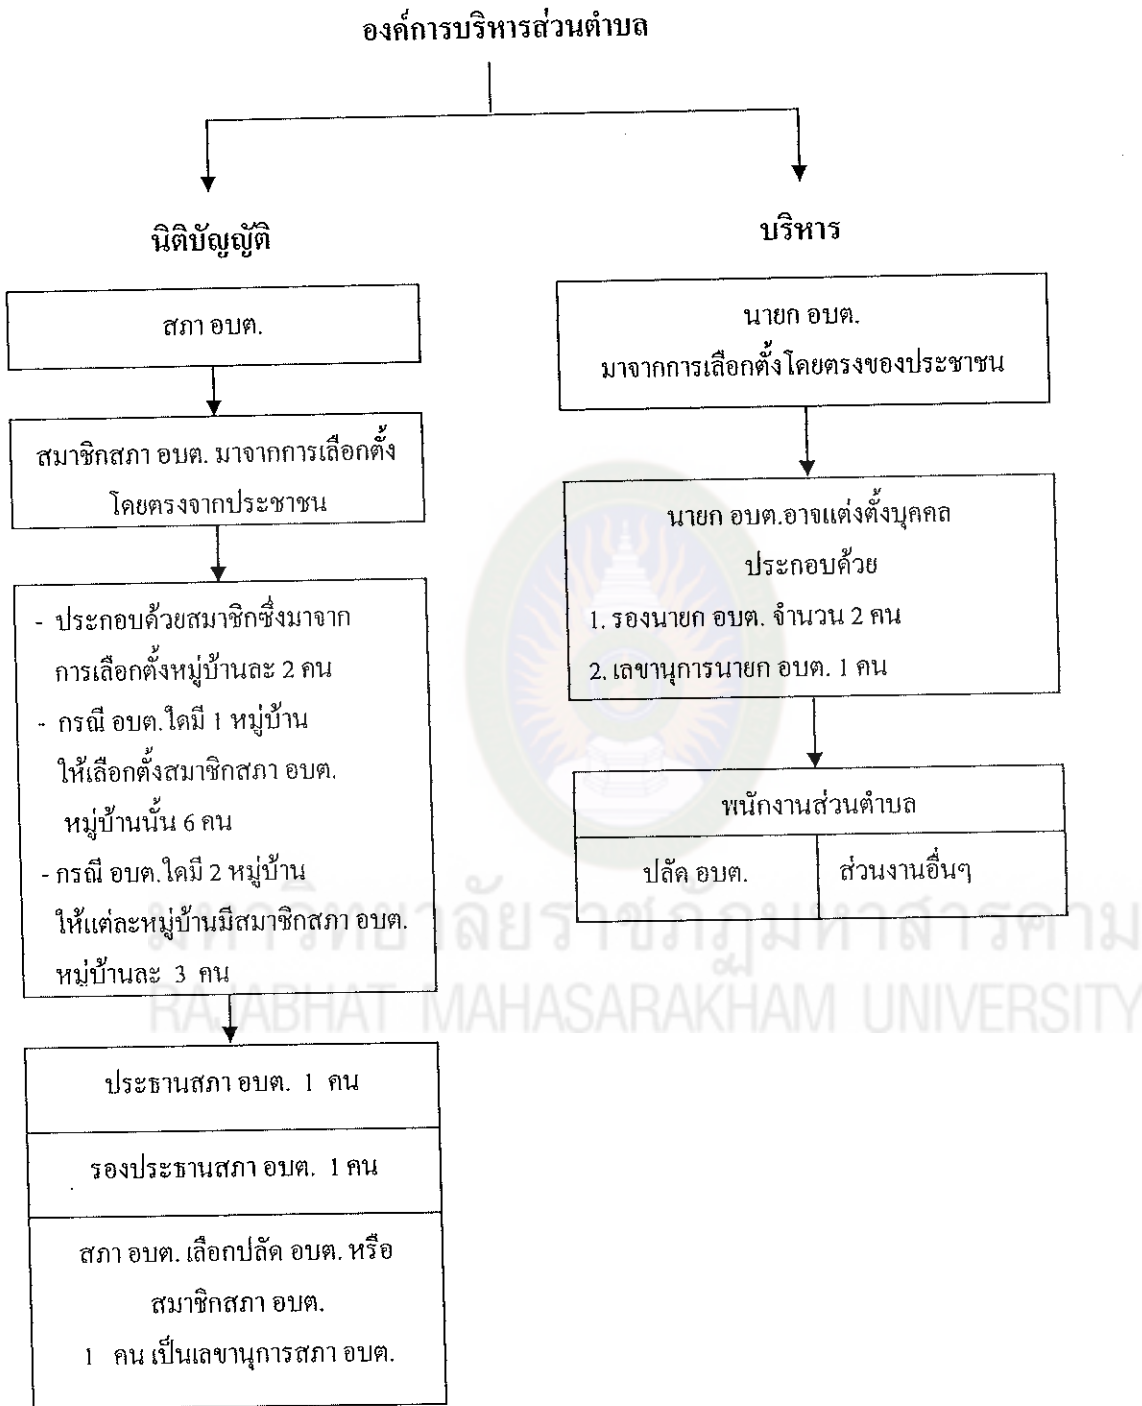 องค์การบริหารส่วนตำบล
นิติบัญญัติ
สภา อบต.
สมาชิกสภา อบต. มาจากการเลือกตั้ง
โดยตรงจากประชาชน
- ประกอบด้วยสมาชิกซึ่งมาจาก
การเลือกตั้งหมู่บ้านละ 2 คน
- กรณี อบต.ใดมี 1 หมู่บ้าน
ให้เลือกตั้งสมาชิกสภา อบต.
หมู่บ้านนั้น 6 คน
- กรณี อบต.ใดมี 2 หมู่บ้าน
ให้แต่ละหมู่บ้านมีสมาชิกสภา อบต.
หมู่บ้านละ 3 คน
ประธานสภา อบต. 1 คน
รองประธานสภา อบต. 1 คน
สภา อบต. เลือกปลัด อบต. หรือ
สมาชิกสภา อบต.
1 คน เป็นเลขานุการสภา อบต.
บริหาร
นายก อบต.
มาจากการเลือกตั้งโดยตรงของประชาชน
นายก อบต.อาจแต่งตั้งบุคคล
ประกอบด้วย
1. รองนายก อบต. จำนวน 2 คน
2. เลขานุการนายก อบต. 1 คน
พนักงานส่วนตำบล
ปลัด อบต.
ส่วนงานอื่นๆ
มหาวิทยาลัยราชภัฏมหาสารคาม
RAJABHAT MAHASARAKHAM UNIVERSITY